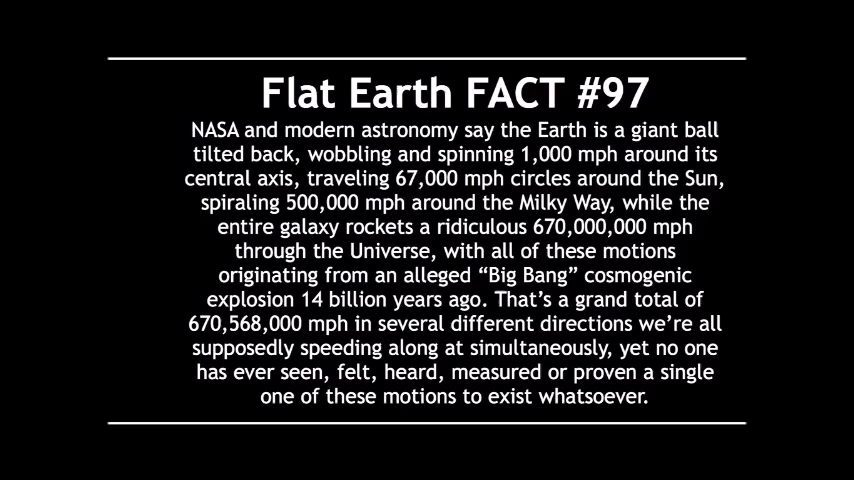 Flat Earth FACT #97
NASA and modern astronomy say the Earth is a giant ball
tilted back, wobbling and spinning 1,000 mph around its
central axis, traveling 67,000 mph circles around the Sun,
spiraling 500,000 mph around the Milky Way, while the
entire galaxy rockets a ridiculous 670,000,000 mph
through the Universe, with all of these motions
originating from an alleged “Big Bang” cosmogenic
explosion 14 billion years ago. That’s a grand total of
670,568,000 mph in several different directions we’re all
supposedly speeding along at simultaneously, yet no one
has ever seen, felt, heard, measured or proven a single
one of these motions to exist whatsoever.